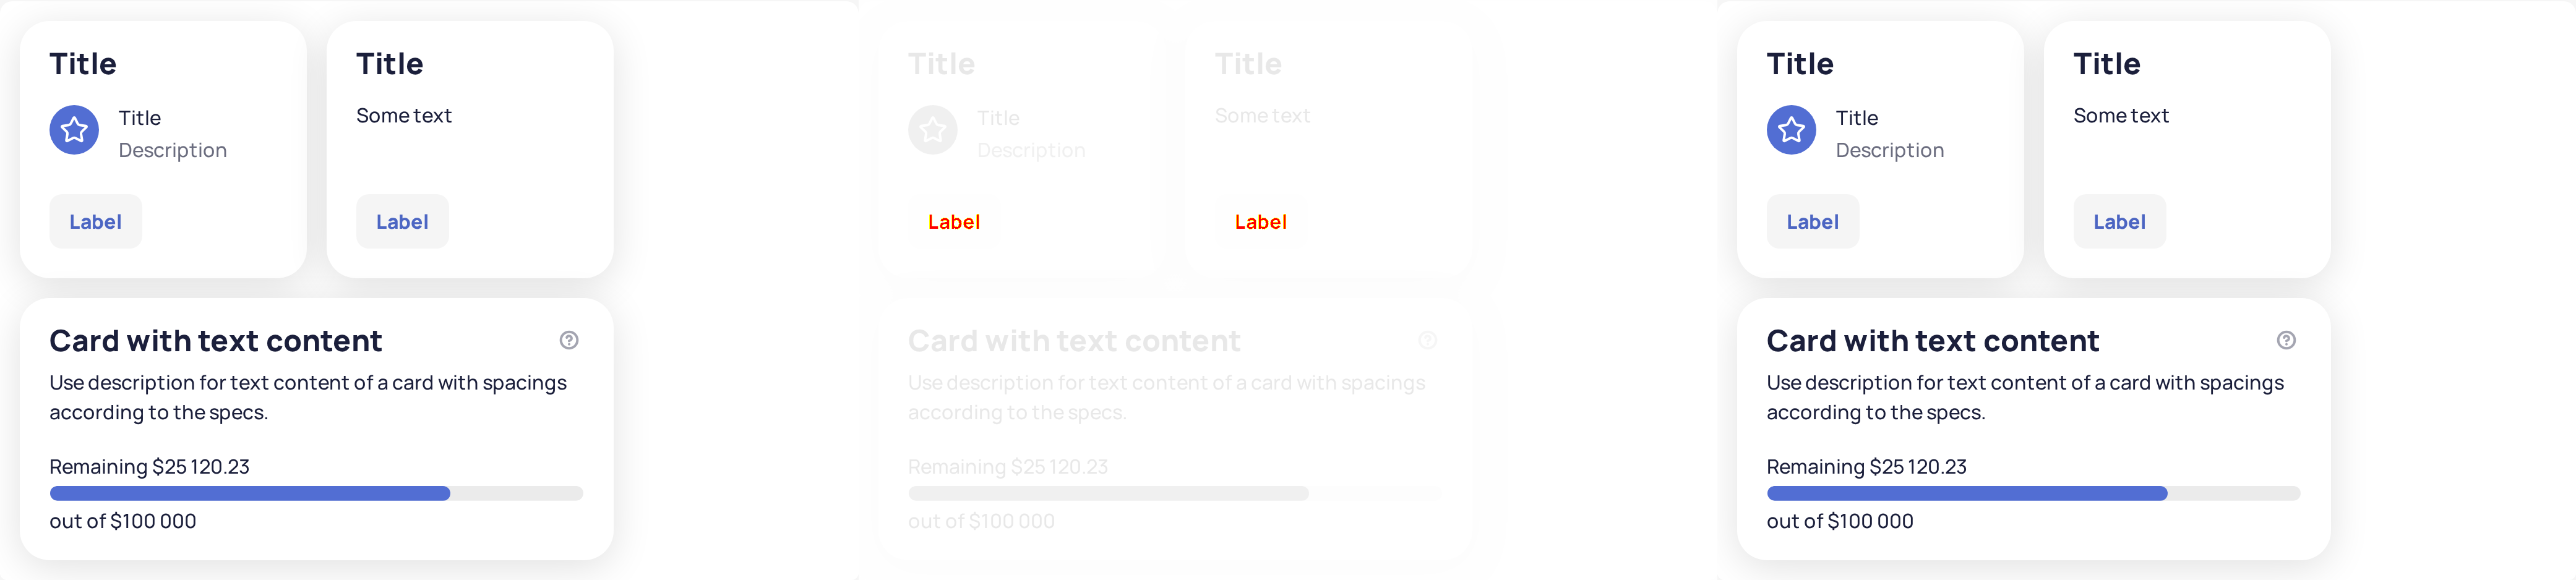 Title
Title
Description
Label
Title
Some text
Label
Card with text content
Use description for text content of a card with spacings
according to the specs.
Remaining $25 120.23
out of $100 000
Title
Title
Description
Label
Title
Some text
Label
Card with text content
Use description for text content of a card with spacings
according to the specs.
Remaining $25 120.23
out of $100 000
Title
Title
Description
Label
Title
Some text
Label
Card with text content
Use description for text content of a card with spacings
according to the specs.
Remaining $25 120.23
out of $100 000